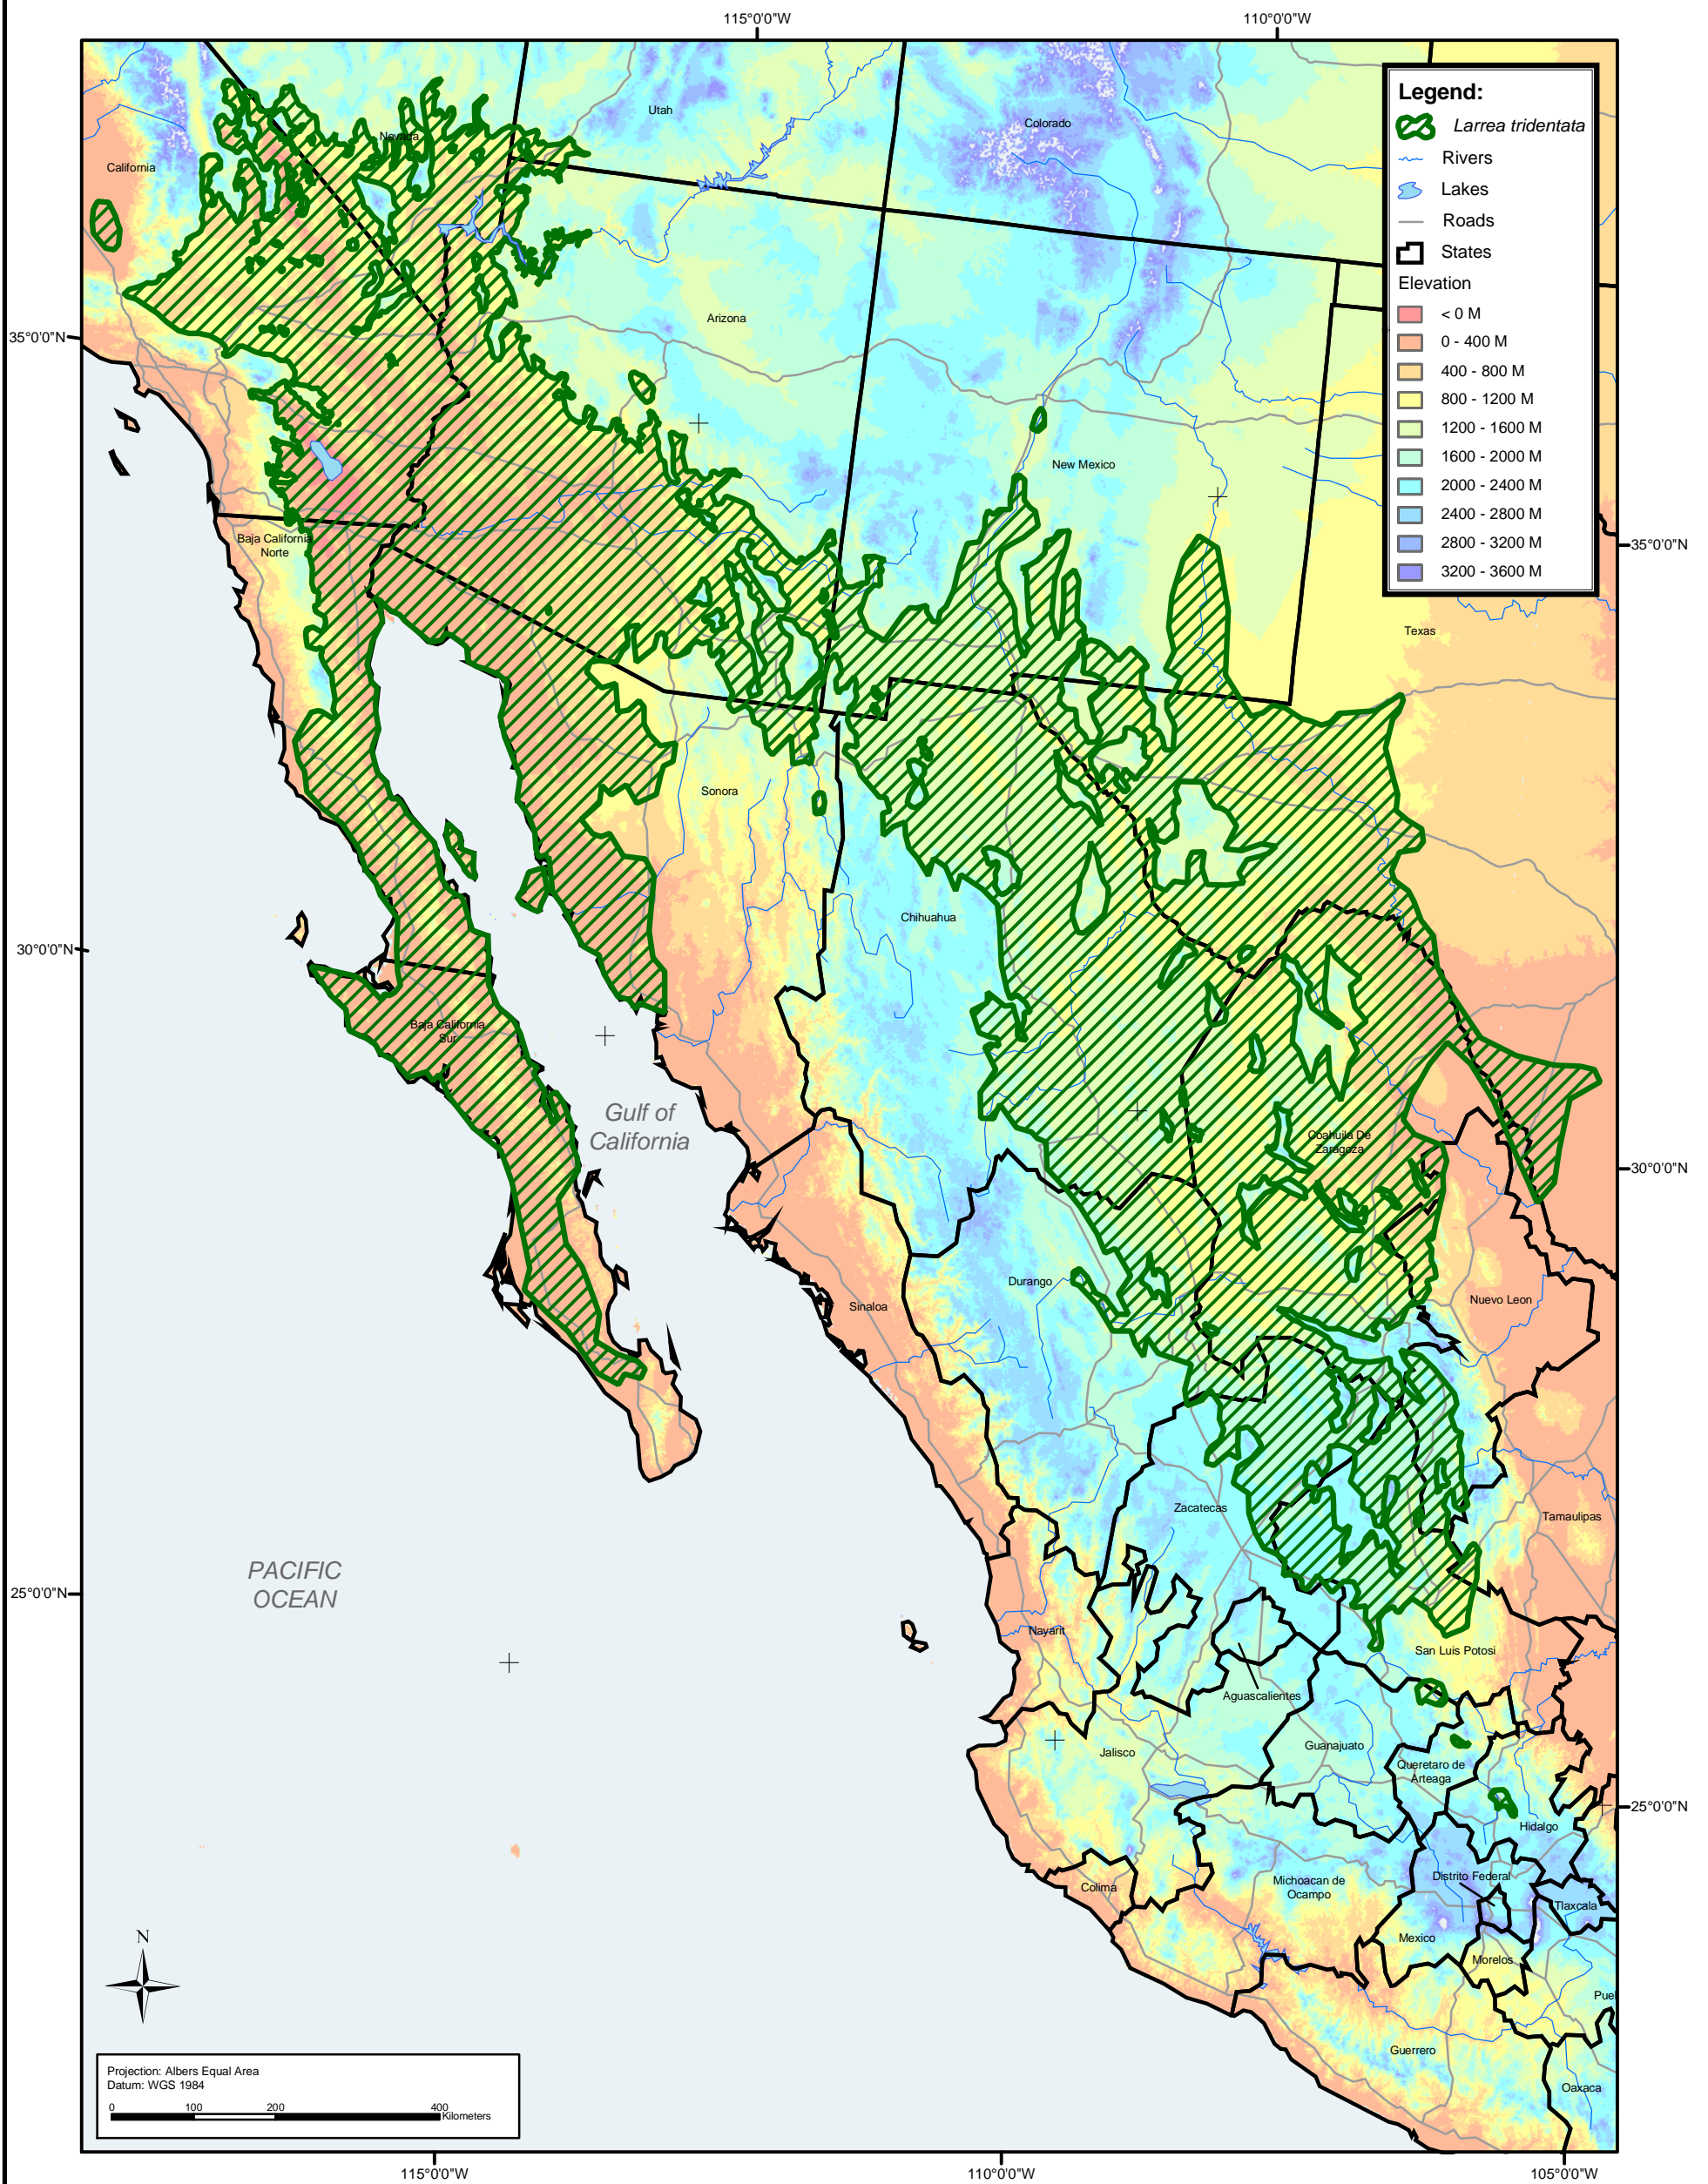 115°0'0"W
110°0'0"W
Legend:
Larrea tridentata
Rivers
Lakes
Roads
States
Elevation
< 0 M
0 - 400 M
400 - 800 M
800 - 1200 M
1200 - 1600 M
1600 - 2000 M
2000 - 2400 M
2400 - 2800 M
2800 - 3200 M
3200 - 3600 M
Utah
Colorado
Nevada
California
Arizona
35°0'0"N
New Mexico
Baja California
Norte
35°0'0"N
Texas
Sonora
Chihuahua
30°0'0"N
Baja California
Sur
Gulf of
California
Coahuila De
Zaragoza
30°0'0"N
Durango
Sinaloa
Nuevo Leon
Zacatecas
Tamaulipas
PACIFIC
OCEAN
25°0'0"N
Nayarit
San Luis Potosi
Aguascalientes
Jalisco
Guanajuato
Queretaro de
Arteaga
25°0'0"N
Hidalgo
Distrito Federal
Michoacan de
Ocampo
Colima
Tlaxcala
Mexico
Morelos
Pue
Guerrero
Oaxaca
N
Projection: Albers Equal Area
Datum: WGS 1984
0 100 200 400
Kilometers
115°0'0"W
110°0'0"W
105°0'0"W